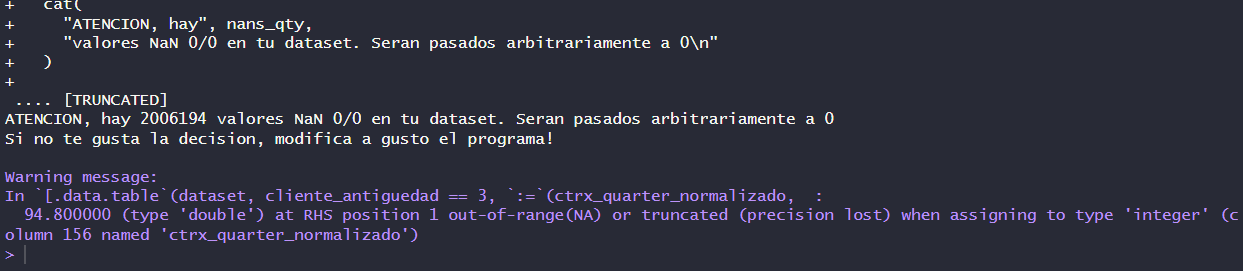 +   cat(
+     "ATENCION, hay", nans_qty,
+     "valores NaN 0/0 en tu dataset. Seran pasados arbitrariamente a 0\n"
+   )
+
 .... [TRUNCATED]
ATENCION, hay 2006194 valores NaN 0/0 en tu dataset. Seran pasados arbitrariamente a 0
Si no te gusta la decision, modifica a gusto el programa!
Warning message:
In `[.data.table`(dataset, cliente_antiguedad == 3, `:=`(ctrx_quarter_normalizado,  :
  94.800000 (type 'double') at RHS position 1 out-of-range(NA) or truncated (precision lost) when assigning to type 'integer' (c
olumn 156 named 'ctrx_quarter_normalizado')
>